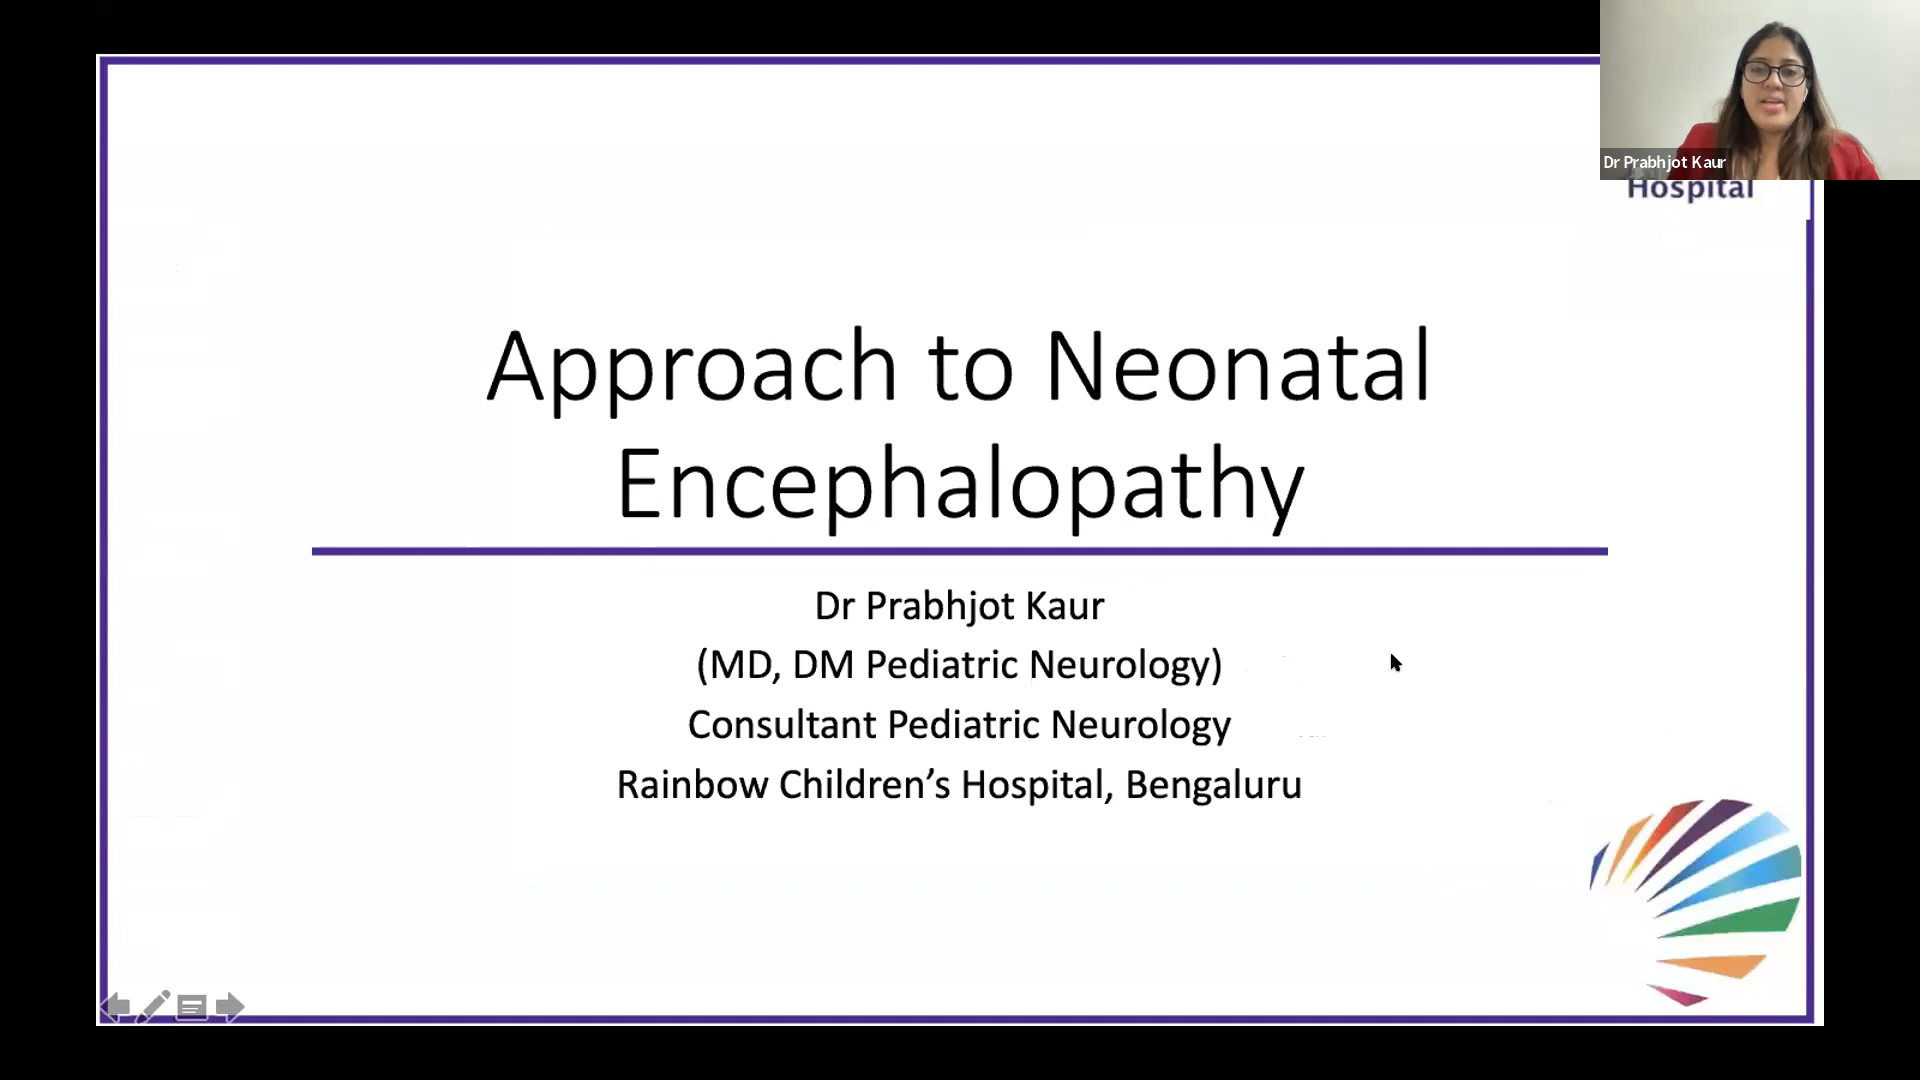 Dr Prabhjot Kaur
Hospital
Approach to Neonatal
Encephalopathy
Dr Prabhjot Kaur
(MD, DM Pediatric Neurology)
Consultant Pediatric Neurology
Rainbow Children’s Hospital, Bengaluru